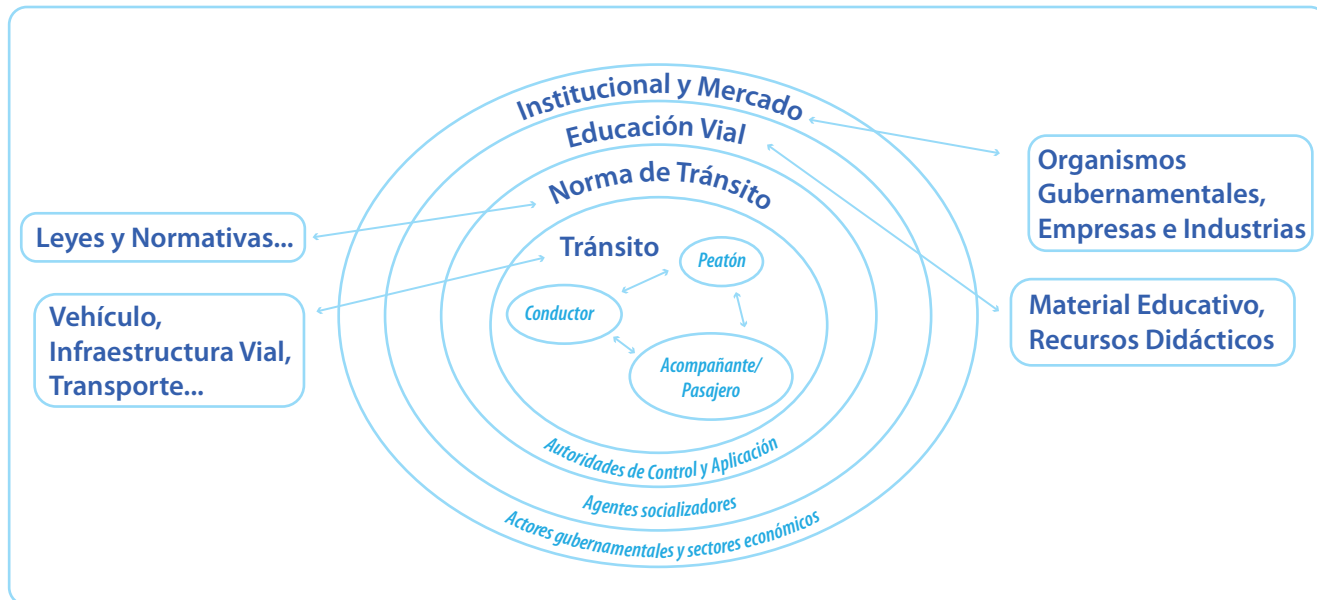 Institucional y Mercado
Educación Vial
Norma de Tránsito
Tránsito
Peatón
Conductor
Acompañante/
Pasajero
Autoridades de Control y Aplicación
Agentes socializadores
Actores gubernamentales y sectores económicos
Leyes y Normativas...
Vehículo,
Infraestructura Vial,
Transporte...
Organismos
Gubernamentales,
Empresas e Industrias
Material Educativo,
Recursos Didácticos